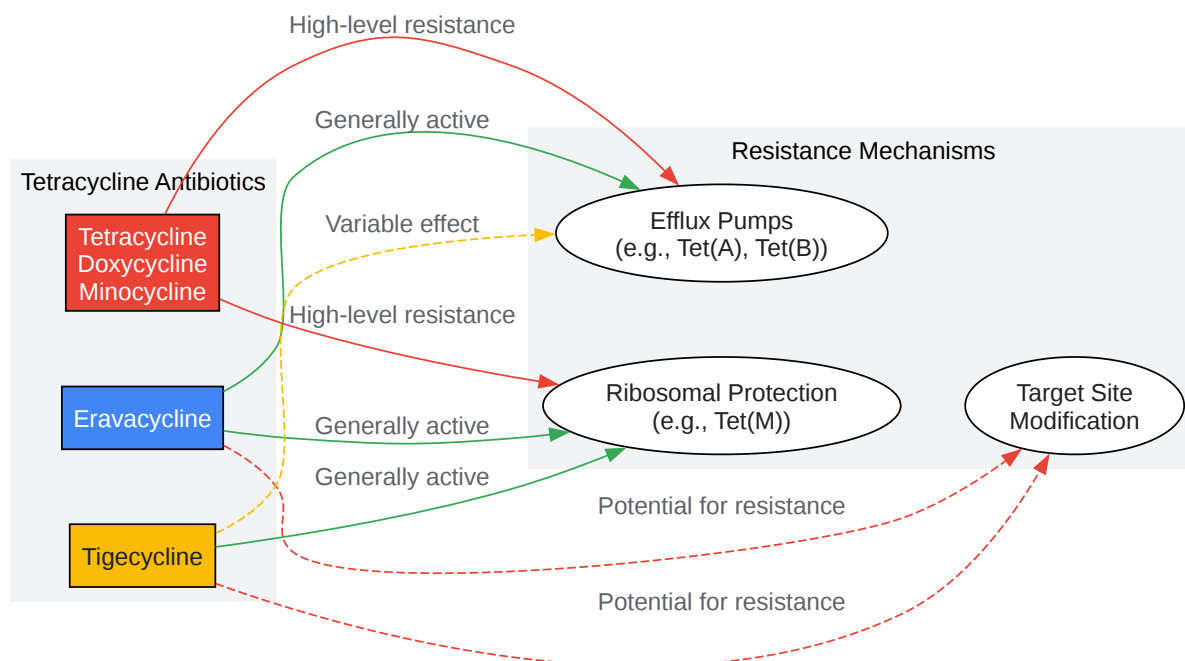 High-level resistance
Generally active
Resistance Mechanisms
Tetracycline Antibiotics
Tetracycline
Doxycycline
Minocycline
Variable effect
Efflux Pumps
(e.g., Tet(A), Tet(B))
High-level resistance
Eravacycline
Generally active
Ribosomal Protection
(e.g., Tet(M))
Target Site
Modification
Generally active
Potential for resistance
Tigecycline
Potential for resistance